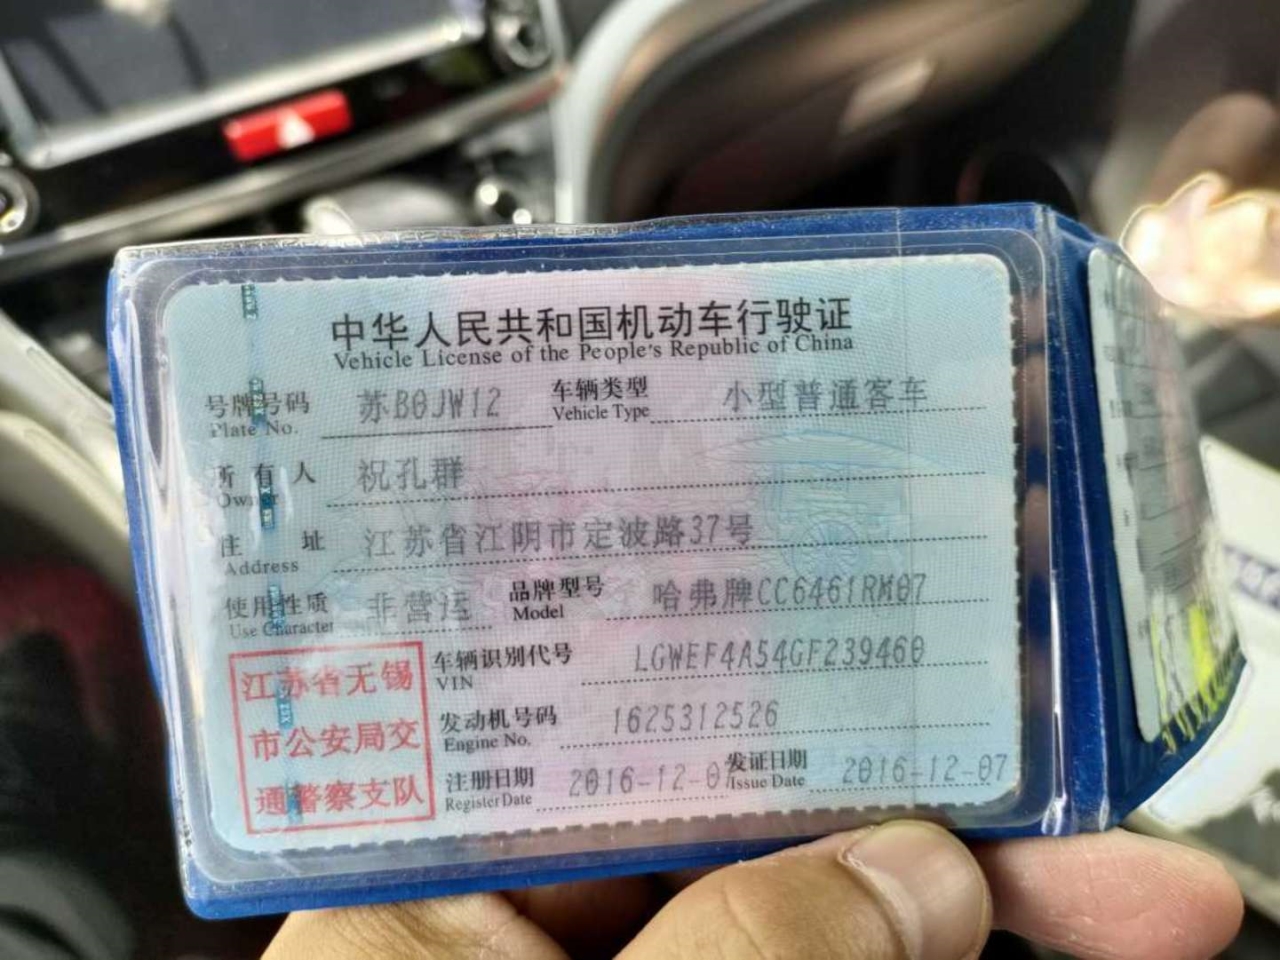 中华人民共和国机动车行驶证
Vehicle License of the People's Republic of China
号牌号码 苏B0JW12 车辆类型 小型普通客车
Plate No. Vehicle Type
所有人 祝孔群
Owner
住址 江苏省江阴市定波路37号
Address
使用性质 非营运 品牌型号 哈弗牌CC6461RM07
Use Character Model
车辆识别代号 LGWEF4A54GF239460
VIN
发动机号码 1625312526
Engine No.
注册日期 2016-12-07 发证日期 2016-12-07
Register Date Issue Date
江苏省无锡
市公安局交
通警察支队